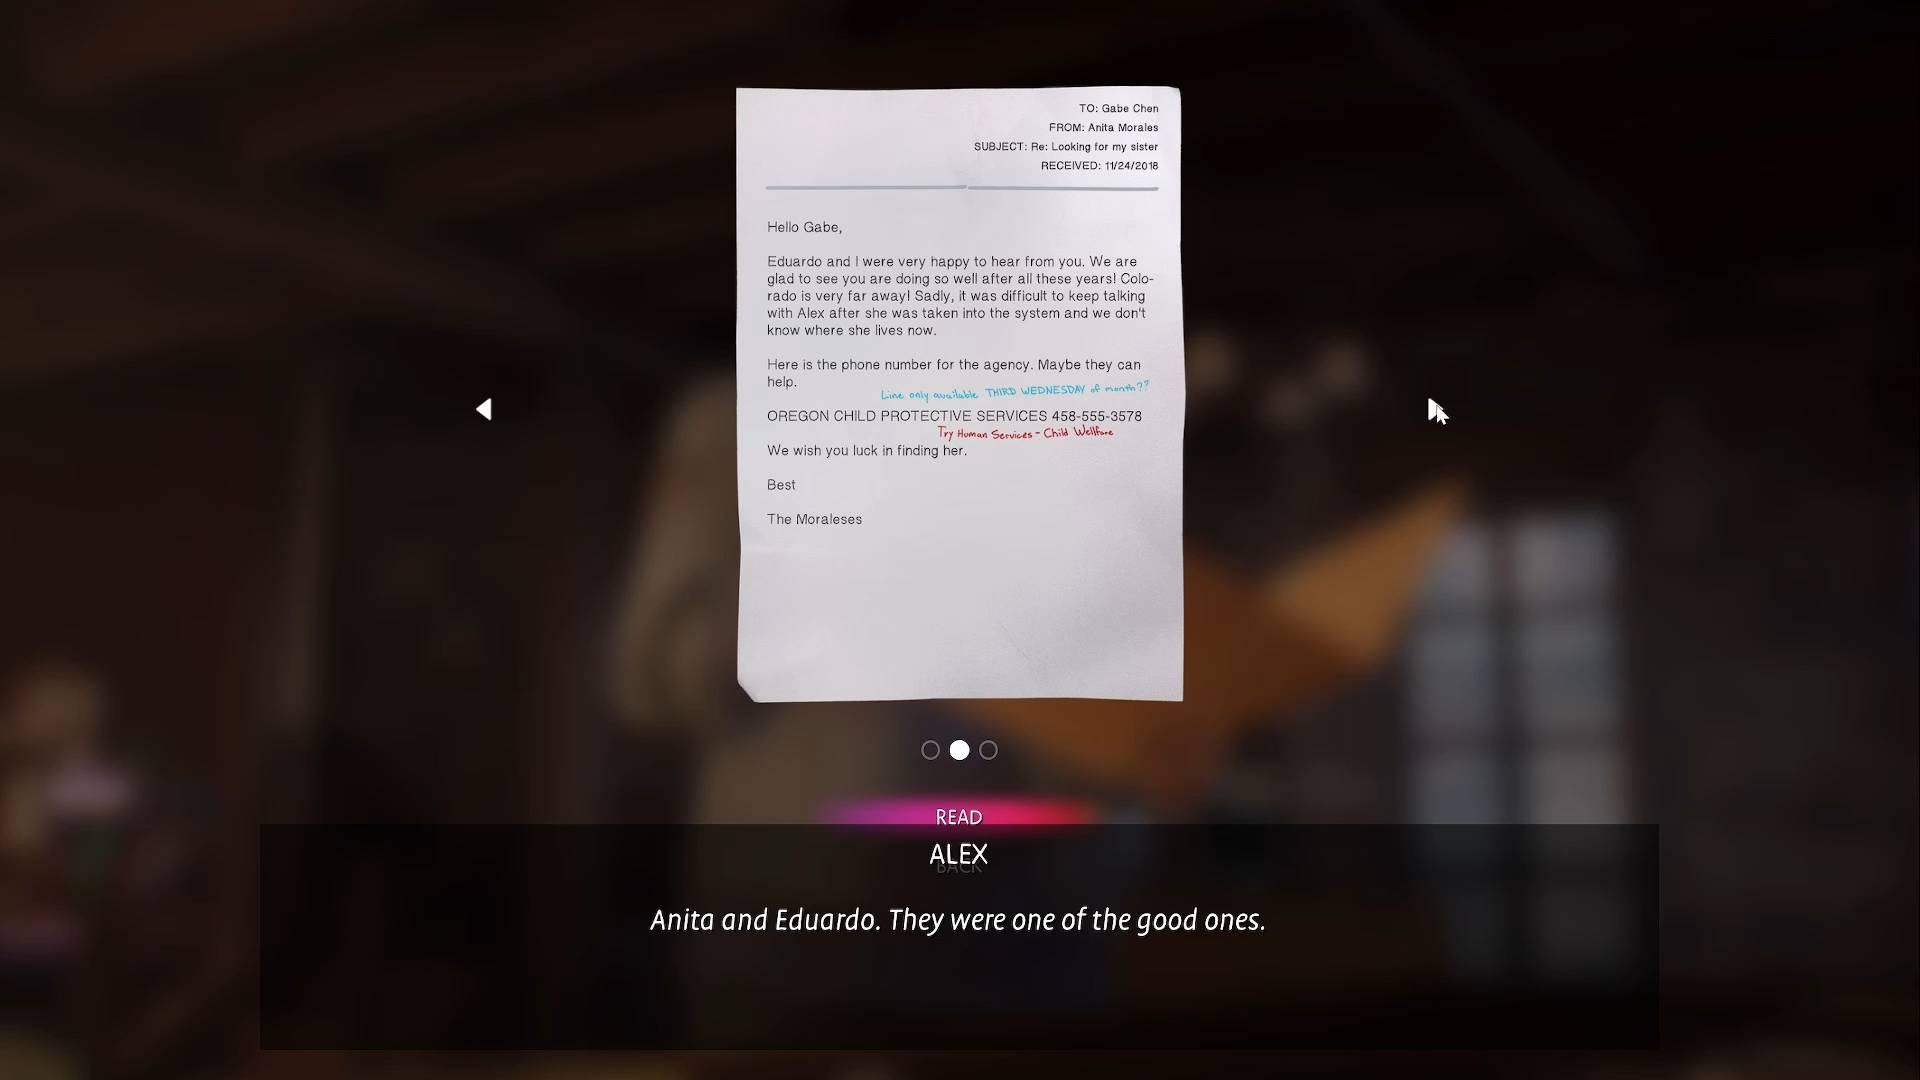 TO: Gabe Chen
FROM: Anita Morales
SUBJECT: Re: Looking for my sister
RECEIVED: 11/24/2018
Hello Gabe,
Eduardo and I were very happy to hear from you. We are
glad to see you are doing so well after all these years! Colo-
rado is very far away! Sadly, it was difficult to keep talking
with Alex after she was taken into the system and we don't
know where she lives now.
Here is the phone number for the agency. Maybe they can
help.
Line only available THIRD WEDNESDAY of month??
OREGON CHILD PROTECTIVE SERVICES 458-555-3578
Try Human Services - Child Wellfare
We wish you luck in finding her.
Best
The Moraleses
READ
ALEX
BACK
Anita and Eduardo. They were one of the good ones.